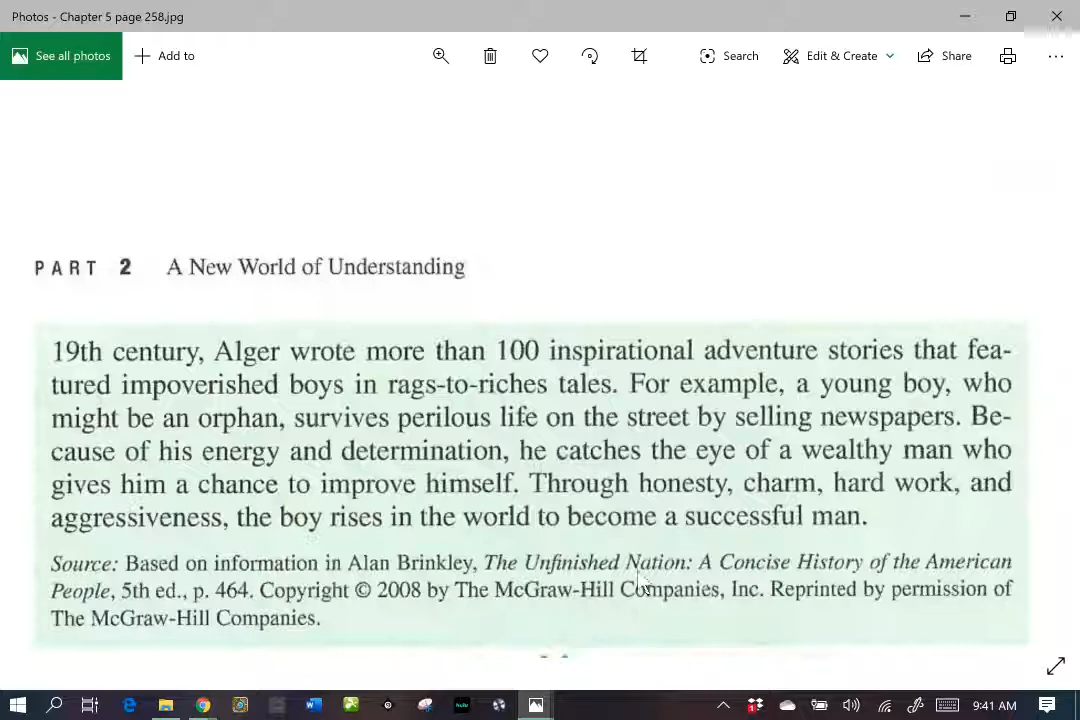 Photos - Chapter 5 page 258.jpg
See all photos
Add to
Search
Edit & Create
Share
PART 2 A New World of Understanding
19th century, Alger wrote more than 100 inspirational adventure stories that fea-
tured impoverished boys in rags-to-riches tales. For example, a young boy, who
might be an orphan, survives perilous life on the street by selling newspapers. Be-
cause of his energy and determination, he catches the eye of a wealthy man who
gives him a chance to improve himself. Through honesty, charm, hard work, and
aggressiveness, the boy rises in the world to become a successful man.
Source: Based on information in Alan Brinkley, The Unfinished Nation: A Concise History of the American
People, 5th ed., p. 464. Copyright © 2008 by The McGraw-Hill Companies, Inc. Reprinted by permission of
The McGraw-Hill Companies.
hulu
1
9:41 AM